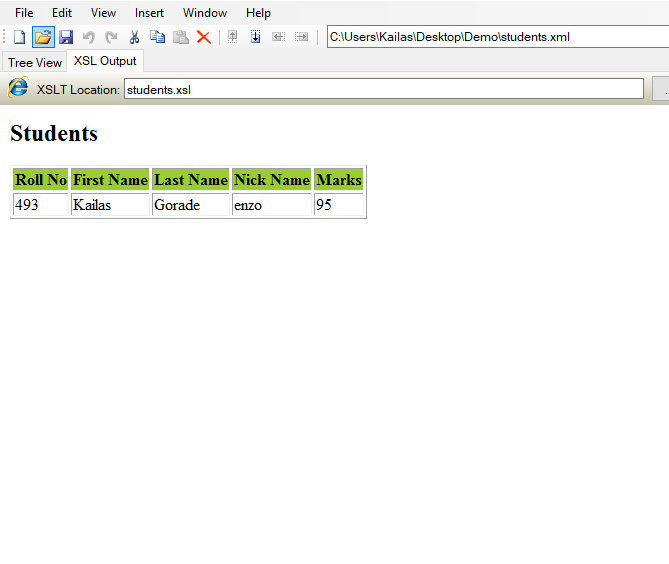 File Edit View Insert Window Help
C:\Users\Kailas\Desktop\Demo\students.xml
Tree View XSL Output
XSLT Location: students.xsl ..
Students
Roll No First Name Last Name Nick Name Marks
493 Kailas Gorade enzo 95